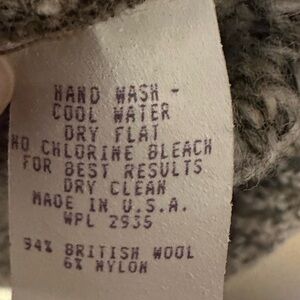 HAND WASH -
COOL WATER
DRY FLAT
NO CHLORINE BLEACH
FOR BEST RESULTS
DRY CLEAN
MADE IN U.S.A.
WPL 2935
94% BRITISH WOOL
6% NYLON